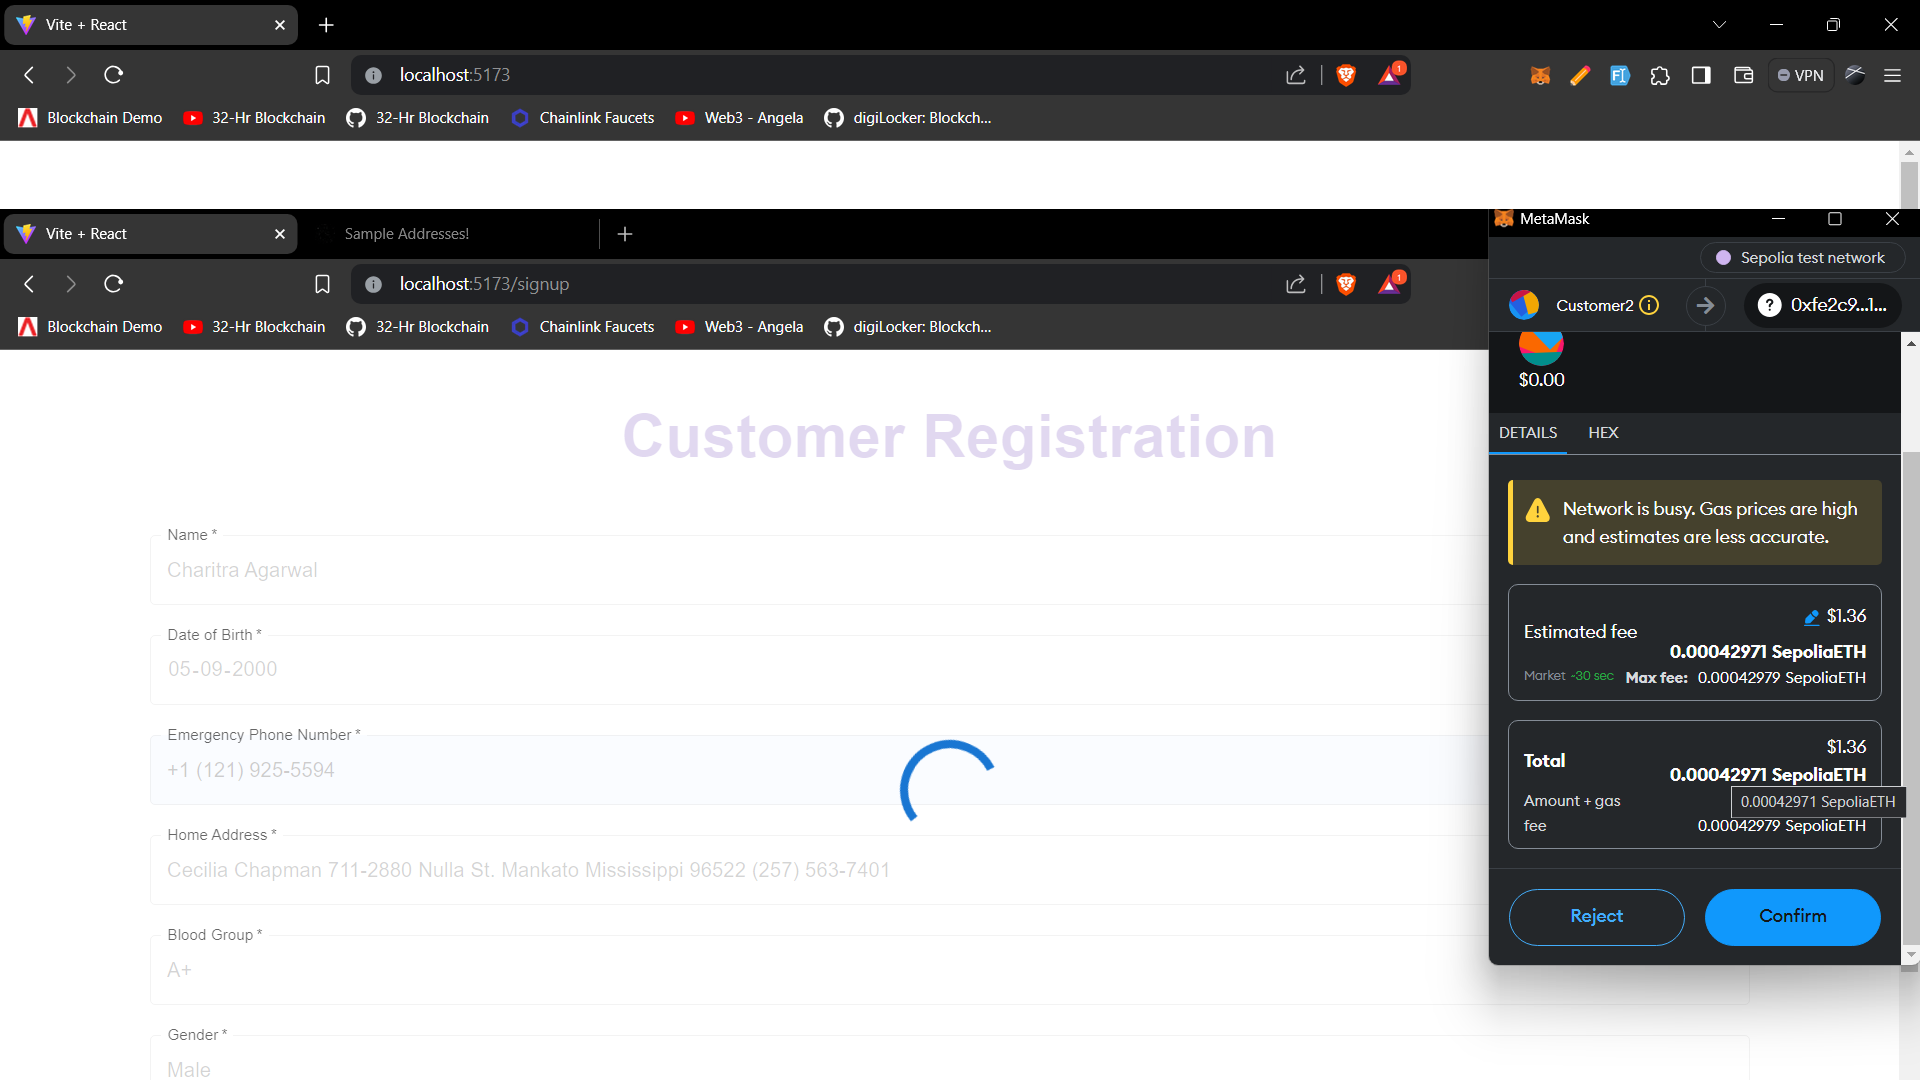 Vite + React
localhost:5173
1
VPN
Blockchain Demo
32-Hr Blockchain
32-Hr Blockchain
Chainlink Faucets
Web3 - Angela
digiLocker: Blockch...
Vite + React
Sample Addresses!
localhost:5173/signup
1
Blockchain Demo
32-Hr Blockchain
32-Hr Blockchain
Chainlink Faucets
Web3 - Angela
digiLocker: Blockch...
Customer Registration
Name *
Charitra Agarwal
Date of Birth *
05-09-2000
Emergency Phone Number *
+1 (121) 925-5594
Home Address *
Cecilia Chapman 711-2880 Nulla St. Mankato Mississippi 96522 (257) 563-7401
Blood Group *
A+
Gender *
Male
MetaMask
Sepolia test network
Customer2
0xfe2c9...1...
$0.00
DETAILS
HEX
Network is busy. Gas prices are high
and estimates are less accurate.
$1.36
Estimated fee
0.00042971 SepoliaETH
Market ~30 sec Max fee: 0.00042979 SepoliaETH
$1.36
Total
0.00042971 SepoliaETH
Amount + gas
fee
0.00042971 SepoliaETH
0.00042979 SepoliaETH
Reject
Confirm